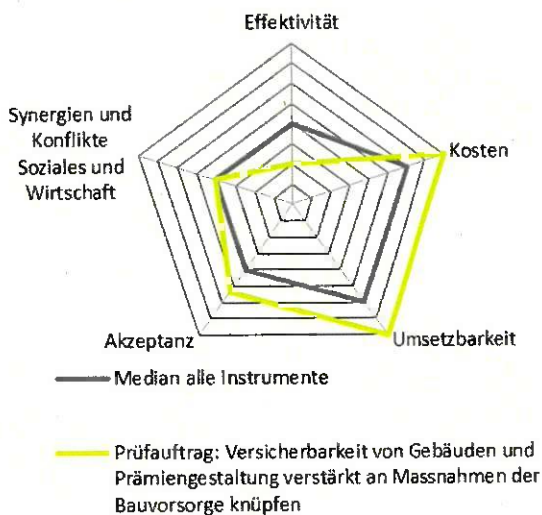 Effektivität
Synergien und
Konflikte
Soziales und
Wirtschaft
Kosten
Akzeptanz
Umsetzbarkeit
Median alle Instrumente
Prüfauftrag: Versicherbarkeit von Gebäuden und
Prämiengestaltung verstärkt an Massnahmen der
Bauvorsorge knüpfen